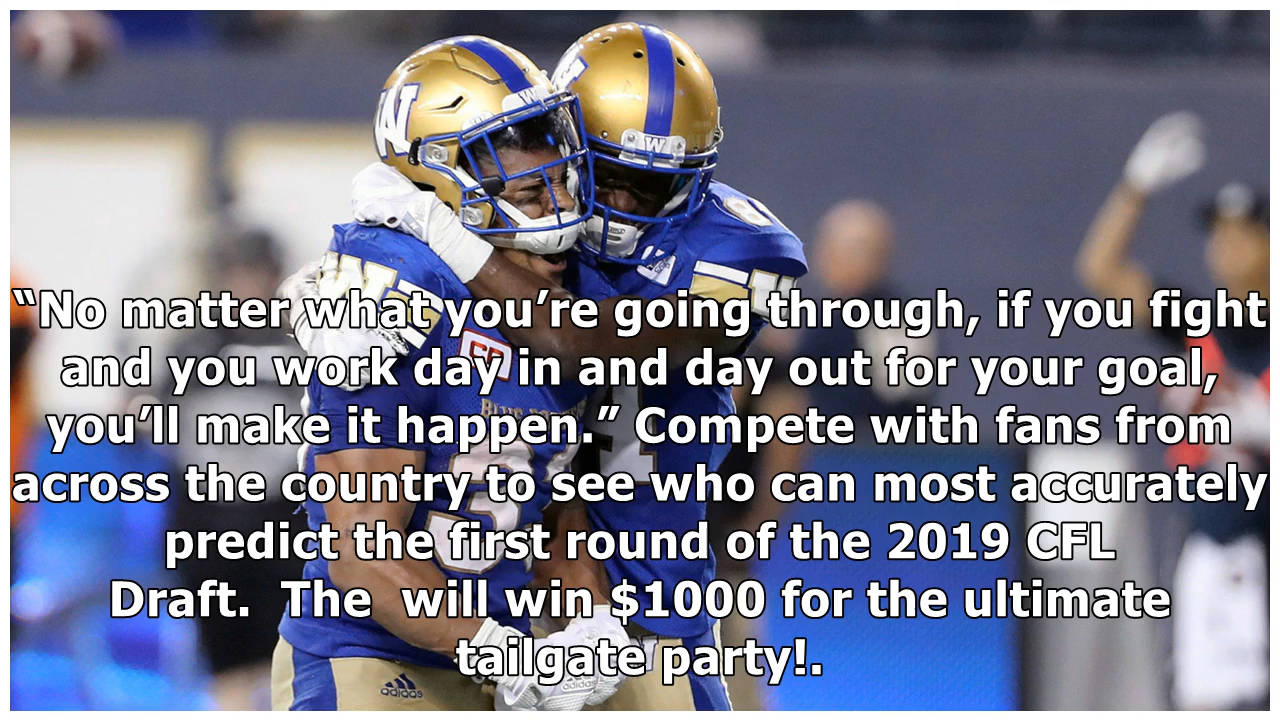 W
W
W
“No matter what you’re going through, if you fight
and you work day in and day out for your goal,
you’ll make it happen.” Compete with fans from
across the country to see who can most accurately
predict the first round of the 2019 CFL
Draft.  The  will win $1000 for the ultimate
tailgate party!.
adidas
adidas